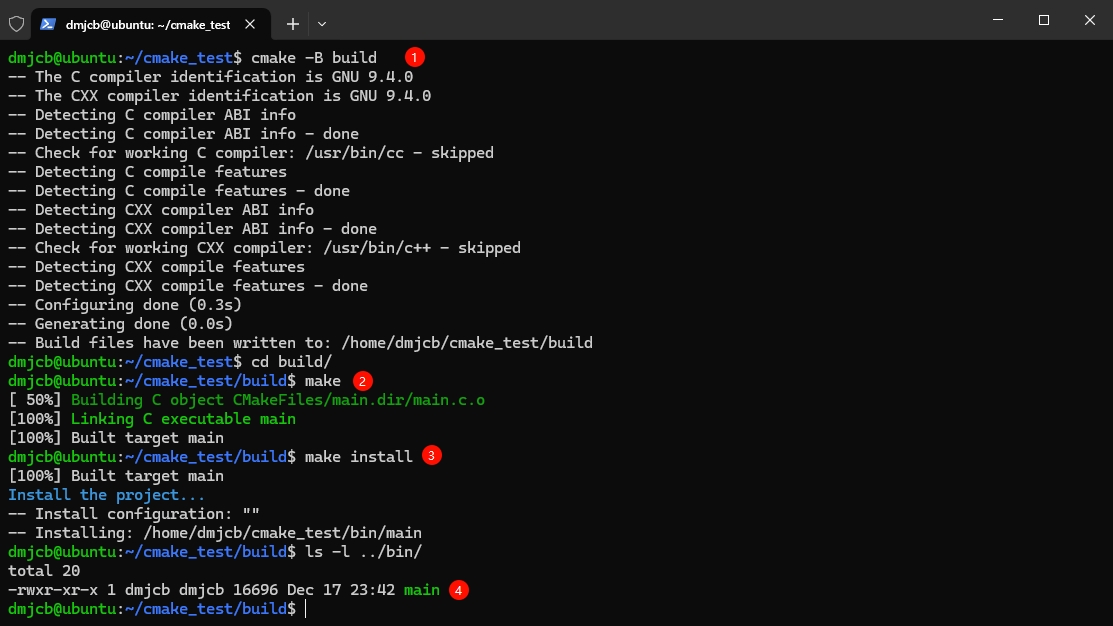 dmjcb@ubuntu: ~/cmake_test
dmjcb@ubuntu:~/cmake_test$ cmake -B build 1
-- The C compiler identification is GNU 9.4.0
-- The CXX compiler identification is GNU 9.4.0
-- Detecting C compiler ABI info
-- Detecting C compiler ABI info - done
-- Check for working C compiler: /usr/bin/cc - skipped
-- Detecting C compile features
-- Detecting C compile features - done
-- Detecting CXX compiler ABI info
-- Detecting CXX compiler ABI info - done
-- Check for working CXX compiler: /usr/bin/c++ - skipped
-- Detecting CXX compile features
-- Detecting CXX compile features - done
-- Configuring done (0.3s)
-- Generating done (0.0s)
-- Build files have been written to: /home/dmjcb/cmake_test/build
dmjcb@ubuntu:~/cmake_test$ cd build/
dmjcb@ubuntu:~/cmake_test/build$ make 2
[ 50%] Building C object CMakeFiles/main.dir/main.c.o
[100%] Linking C executable main
[100%] Built target main
dmjcb@ubuntu:~/cmake_test/build$ make install 3
[100%] Built target main
Install the project...
-- Install configuration: ""
-- Installing: /home/dmjcb/cmake_test/bin/main
dmjcb@ubuntu:~/cmake_test/build$ ls -l ../bin/
total 20
-rwxr-xr-x 1 dmjcb dmjcb 16696 Dec 17 23:42 main 4
dmjcb@ubuntu:~/cmake_test/build$